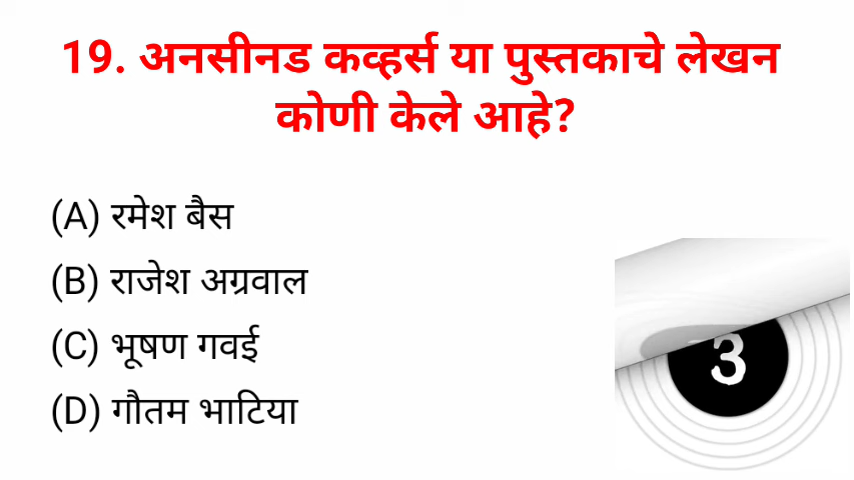 19. अनसीनड कव्हर्स या पुस्तकाचे लेखन
कोणी केले आहे?
(A) रमेश बैस
(B) राजेश अग्रवाल
(C) भूषण गवई
(D) गौतम भाटिया
3